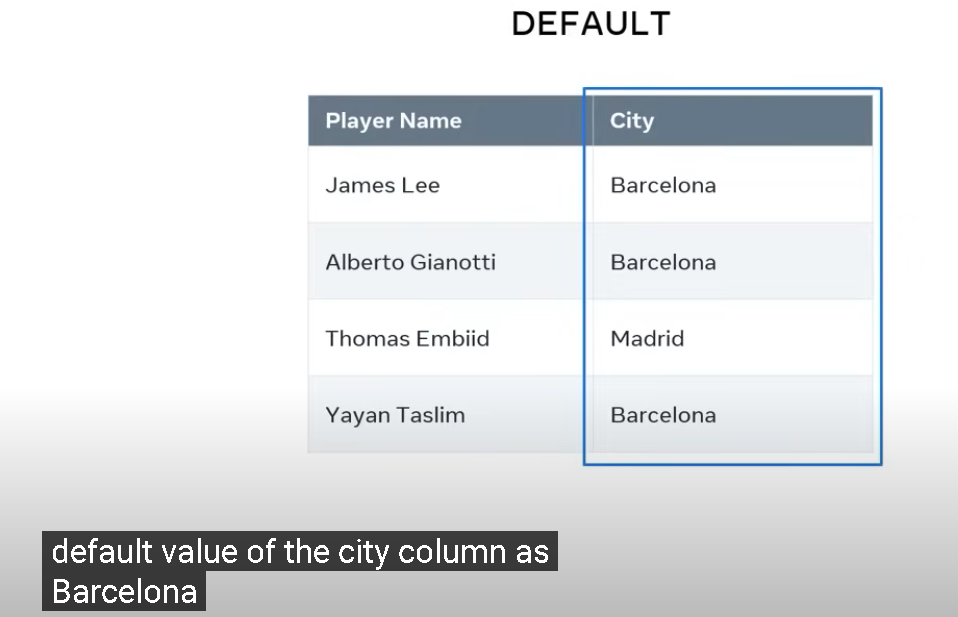 DEFAULT
Player Name City
James Lee Barcelona
Alberto Gianotti Barcelona
Thomas Embiid Madrid
Yayan Taslim Barcelona
default value of the city column as
Barcelona